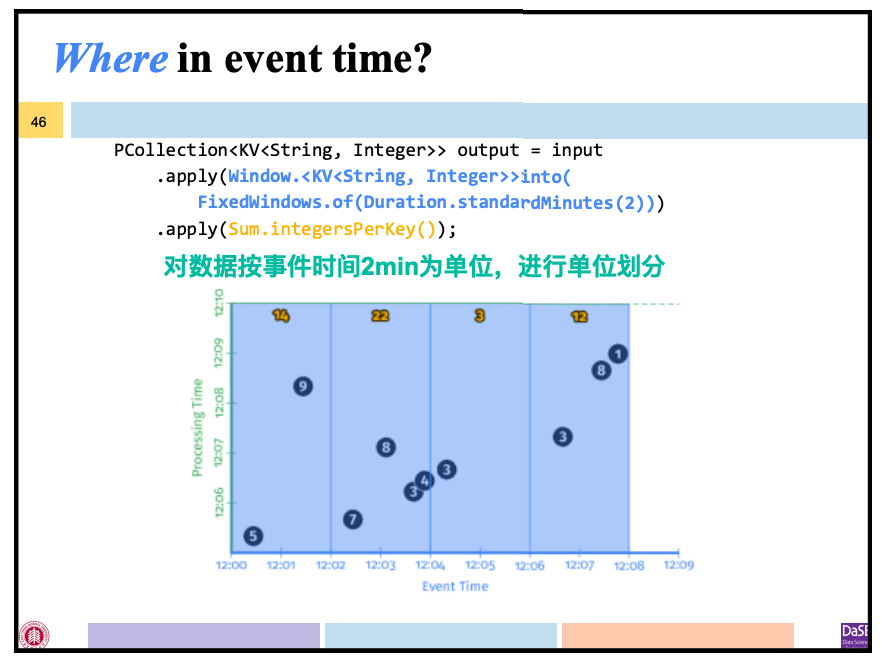 Where in event time?
46
PCollection<KV<String, Integer>> output = input
.apply(Window.<KV<String, Integer>>into(
FixedWindows.of(Duration.standardMinutes(2)))
.apply(Sum.integersPerKey());
对数据按事件时间2min为单位，进行单位划分
14 22 3 12
12:10
12:09
12:08
12:07
12:06
Processing Time
1
8
9
3
8
3
4
3
7
5
12:00 12:01 12:02 12:03 12:04 12:05 12:06 12:07 12:08 12:09
Event Time